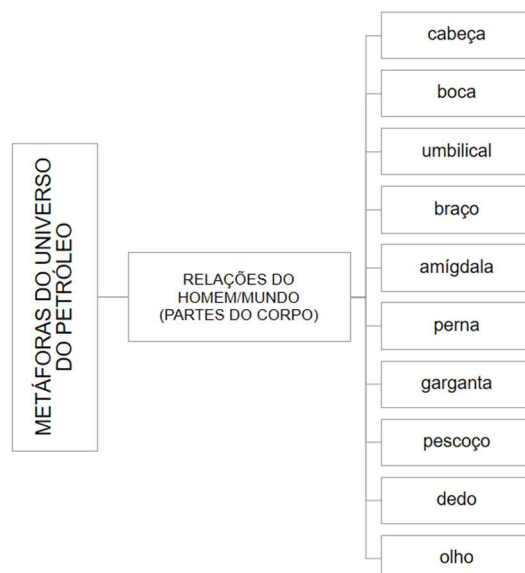 METÁFORAS DO UNIVERSO
DO PETRÓLEO
RELAÇÕES DO
HOMEM/MUNDO
(PARTES DO CORPO)
cabeça
boca
umbilical
braço
amígdala
perna
garganta
pescoço
dedo
olho